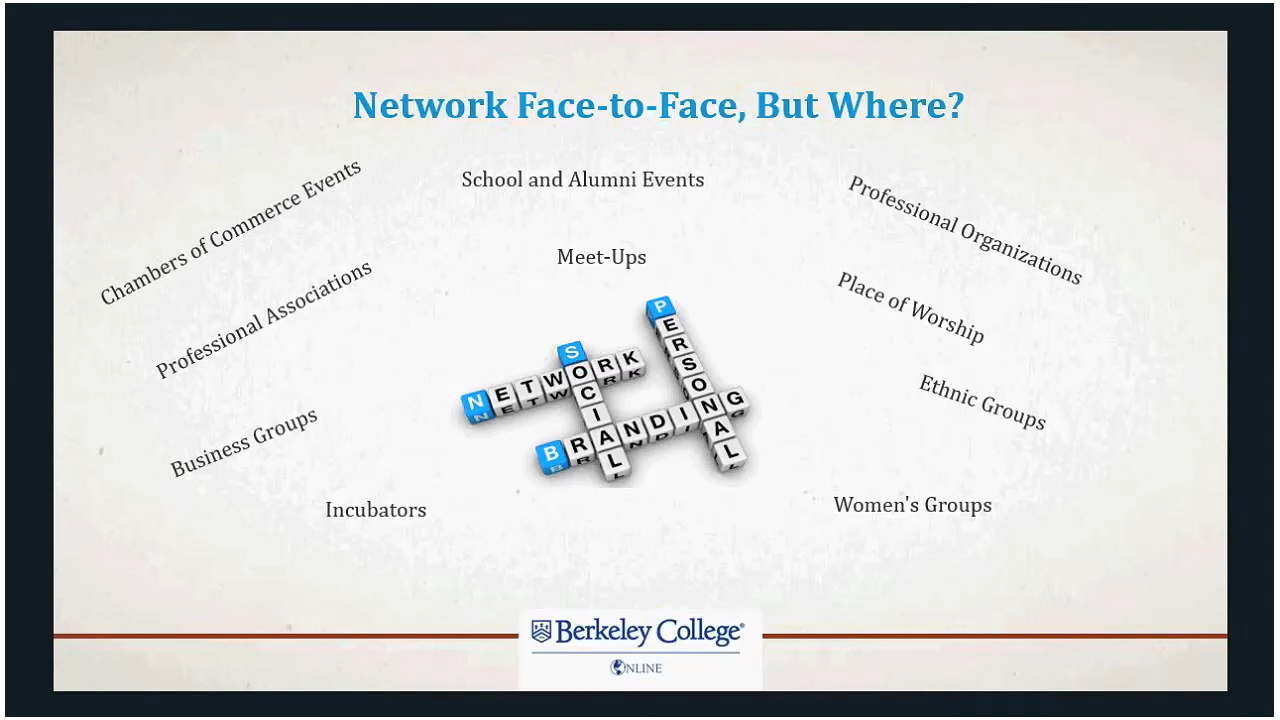 Network Face-to-Face, But Where?
Chambers of Commerce Events
School and Alumni Events
Professional Organizations
Professional Associations
Meet-Ups
Place of Worship
Business Groups
Ethnic Groups
Incubators
Women's Groups
PERSONAL
SOCIAL
NETWORK
BRANDING
Berkeley College®
ONLINE